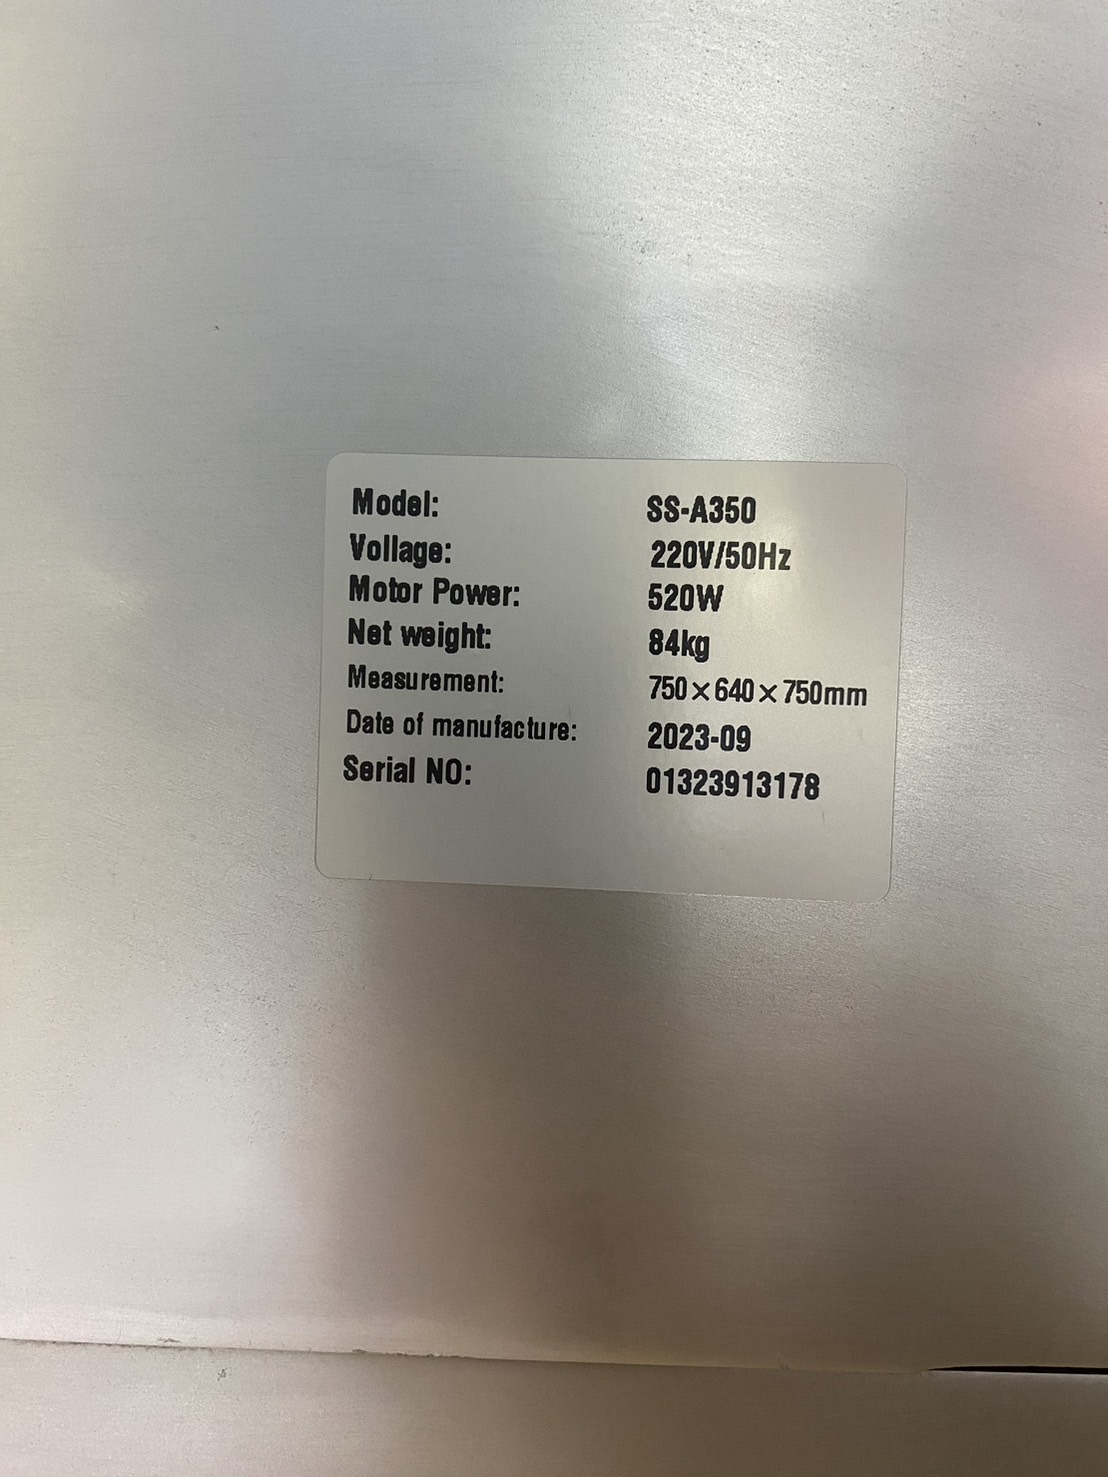 Model: SS-A350
Vollage: 220V/50Hz
Motor Power: 520W
Net weight: 84kg
Measurement: 750×640×750mm
Date of manufacture: 2023-09
Serial NO: 01323913178